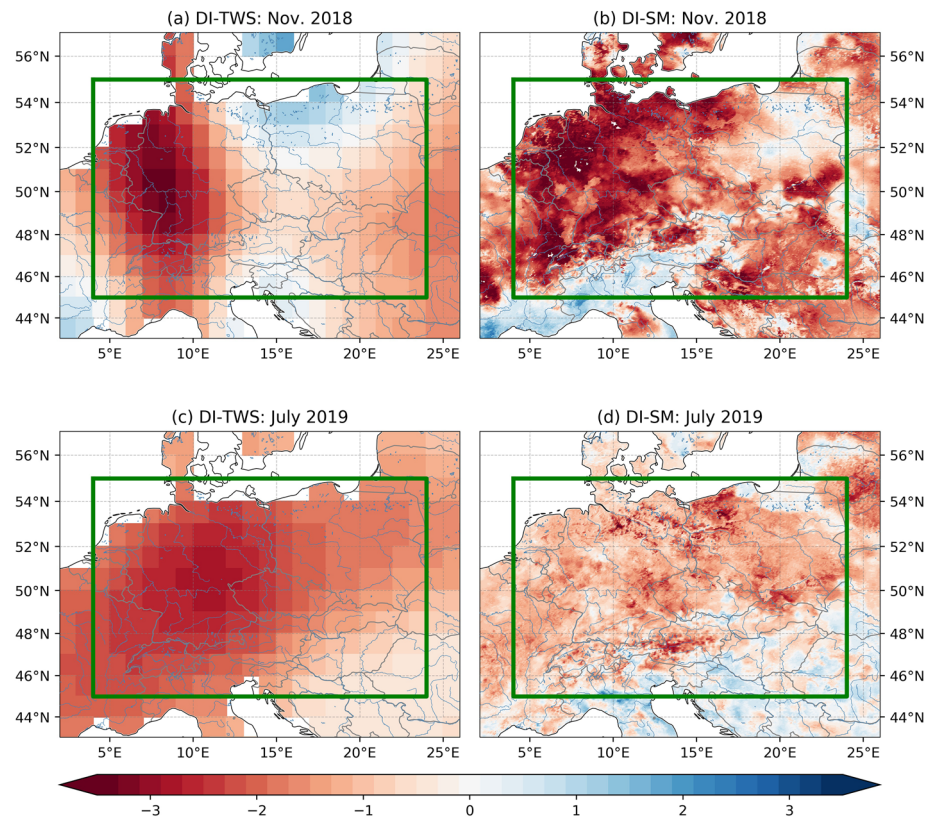 (a) DI-TWS: Nov. 2018
(b) DI-SM: Nov. 2018
56°N
54°N
52°N
50°N
48°N
46°N
44°N
56°N
54°N
52°N
50°N
48°N
46°N
44°N
5°E 10°E 15°E 20°E 25°E
5°E 10°E 15°E 20°E 25°E
(c) DI-TWS: July 2019
(d) DI-SM: July 2019
56°N
54°N
52°N
50°N
48°N
46°N
44°N
56°N
54°N
52°N
50°N
48°N
46°N
44°N
5°E 10°E 15°E 20°E 25°E
5°E 10°E 15°E 20°E 25°E
−3 −2 −1 0 1 2 3